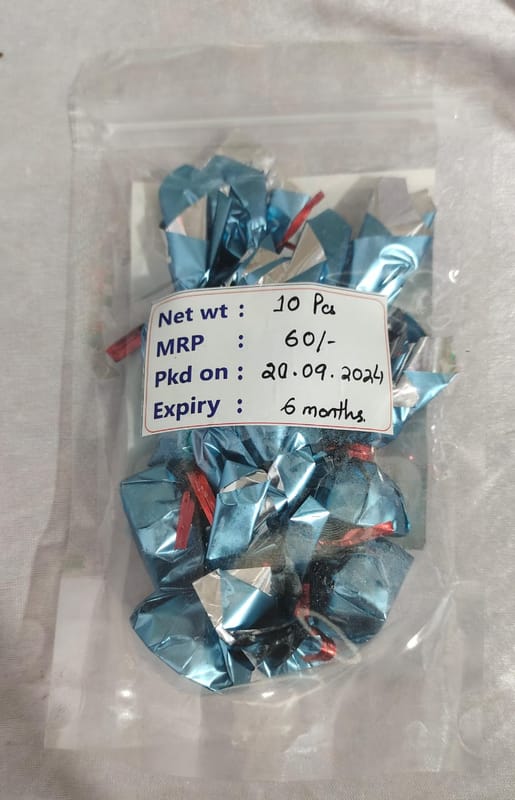 Net wt : 10 Pcs
MRP : 60/-
Pkd on : 20.09.2024
Expiry : 6 months.